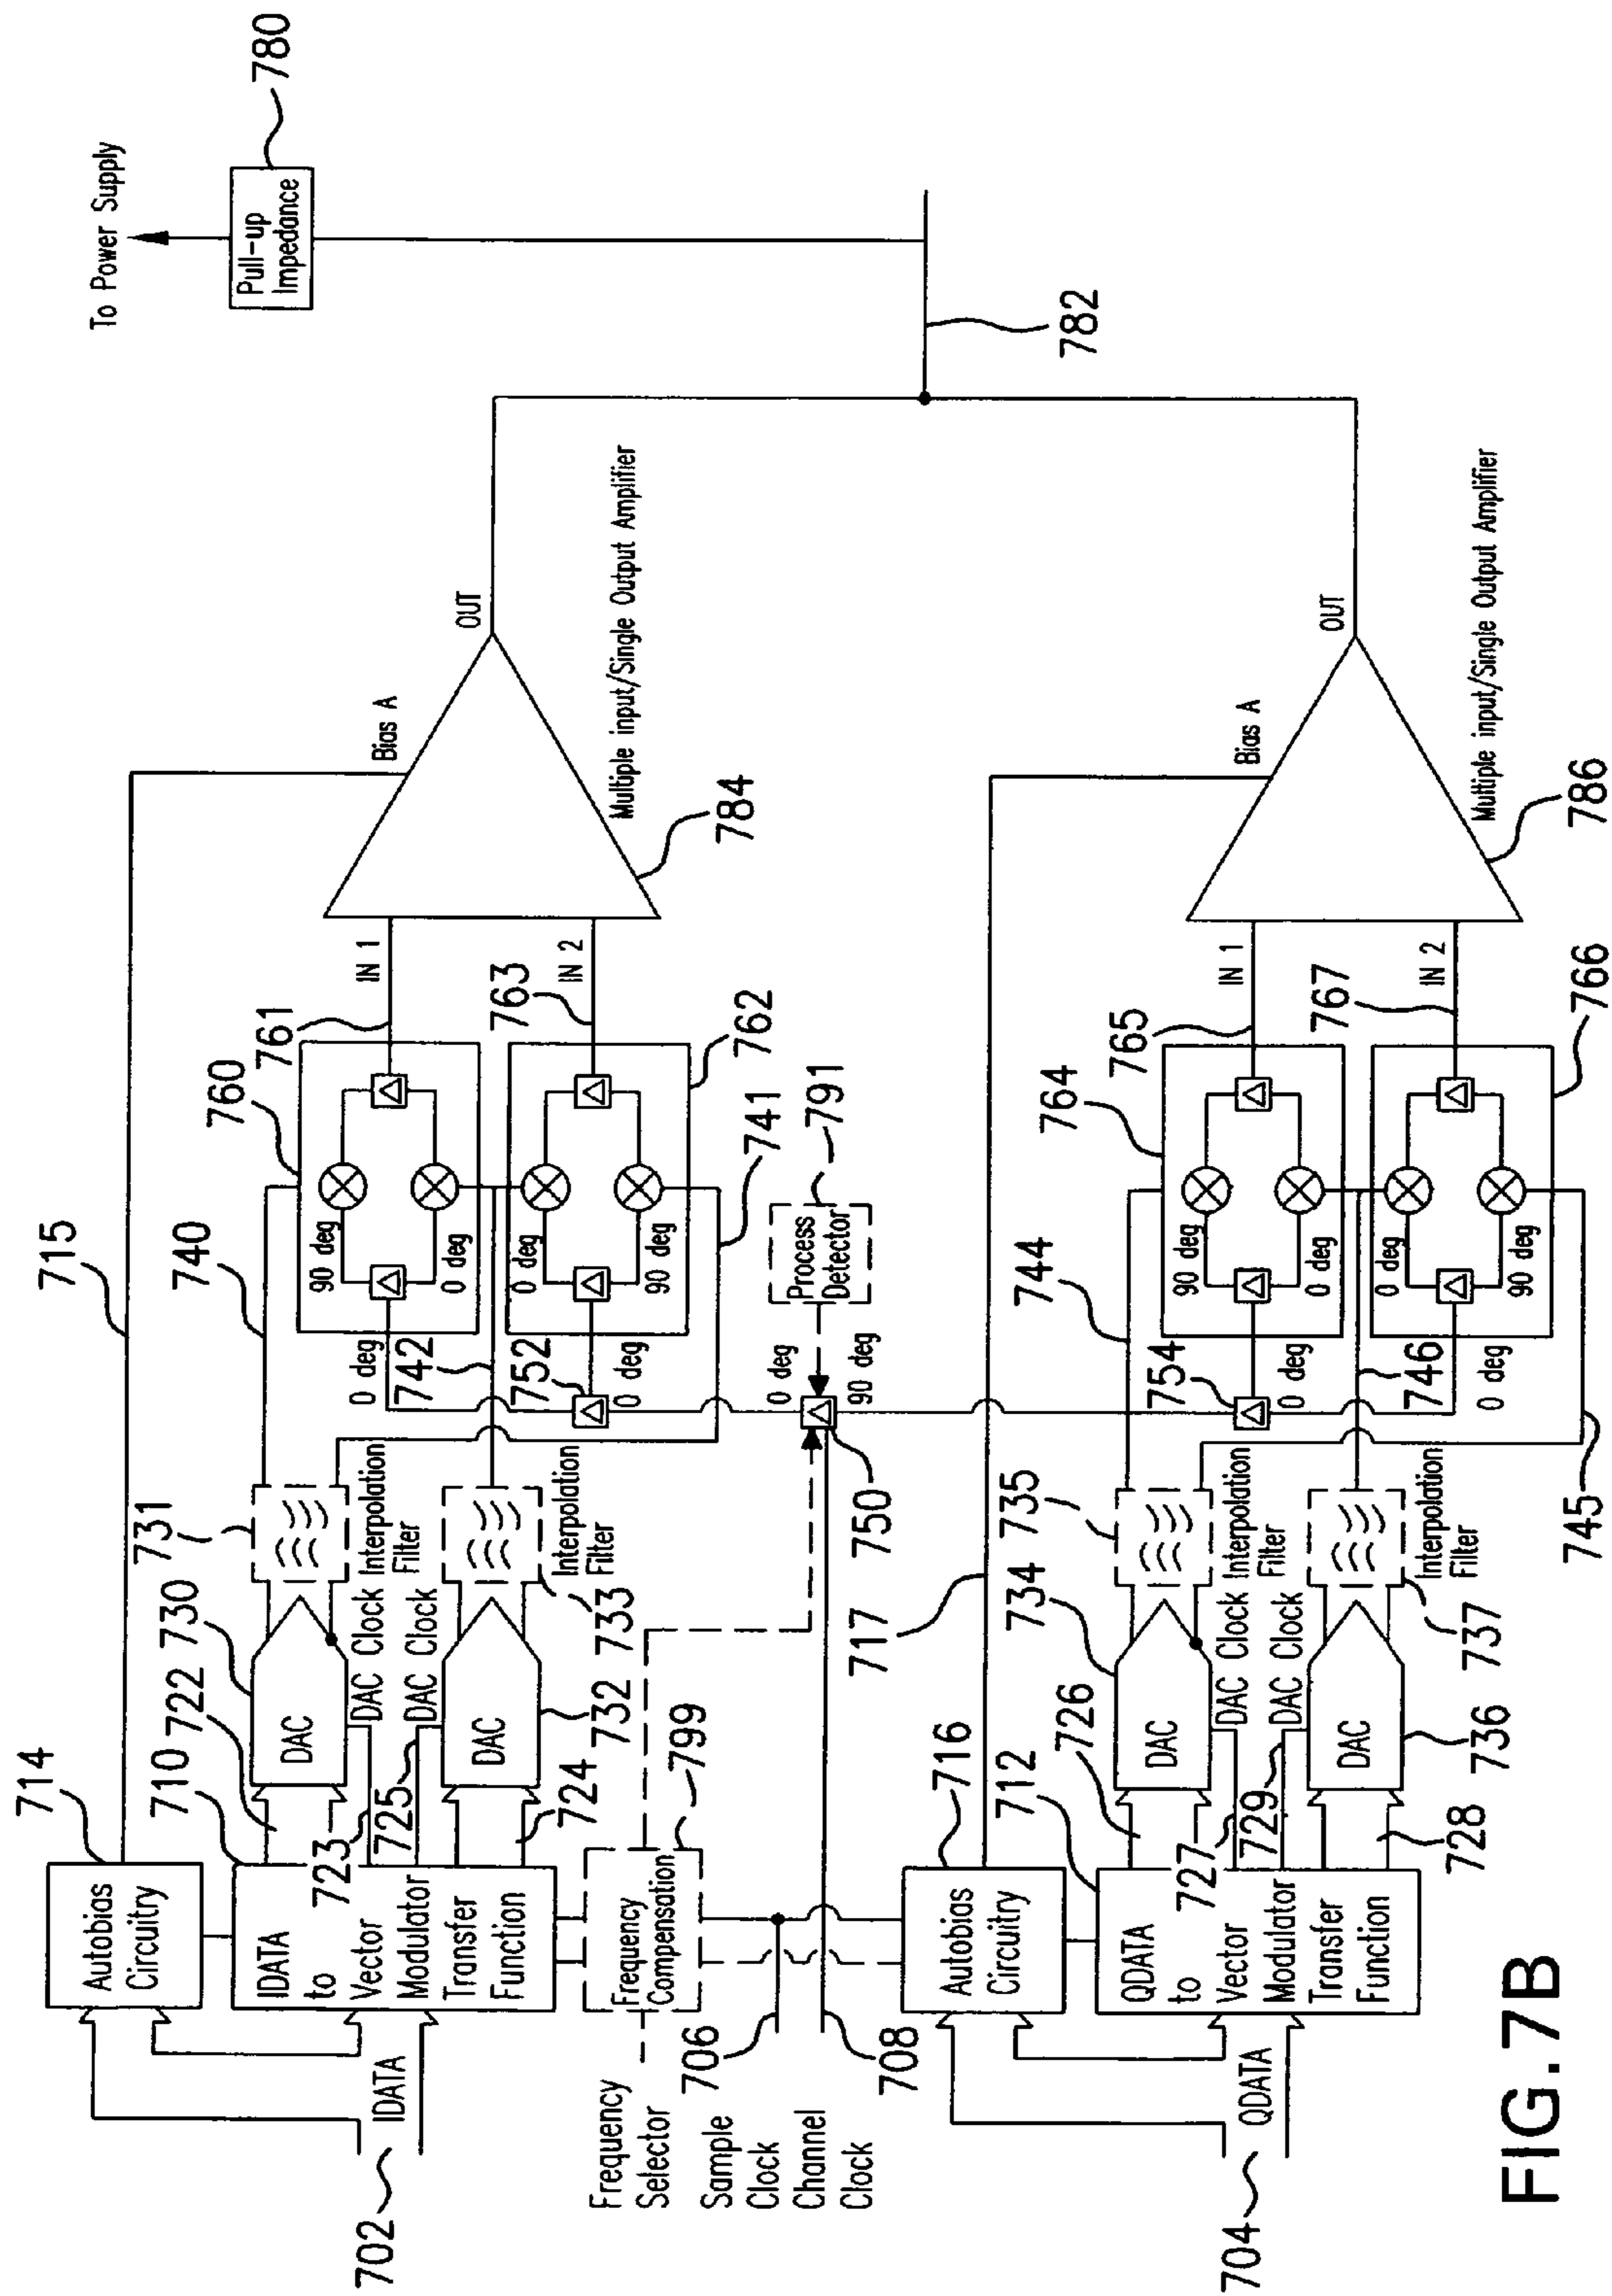 702
IDATA
714
Autobias
Circuitry
715
710
IDATA
to
Vector
Modulator
Transfer
Function
722
723
725
724
730
DAC
DAC Clock
DAC Clock
DAC
732
731
Interpolation
Filter
Interpolation
Filter
733
740
742
741
752
0 deg
0 deg
760
90 deg
0 deg
0 deg
90 deg
762
761
763
IN 1
IN 2
Bias A
OUT
Multiple input/Single Output Amplifier
784
To Power Supply
Pull-up
Impedance
780
782
Frequency
Selector
Sample
Clock
Channel
Clock
706
708
Frequency
Compensation
799
750
0 deg
90 deg
Process
Detector
791
704
QDATA
716
Autobias
Circuitry
717
712
QDATA
to
Vector
Modulator
Transfer
Function
726
727
729
728
734
DAC
DAC Clock
DAC Clock
DAC
736
735
Interpolation
Filter
Interpolation
Filter
737
744
746
745
754
0 deg
0 deg
764
90 deg
0 deg
0 deg
90 deg
766
765
767
IN 1
IN 2
Bias A
OUT
Multiple input/Single Output Amplifier
786
FIG.7B